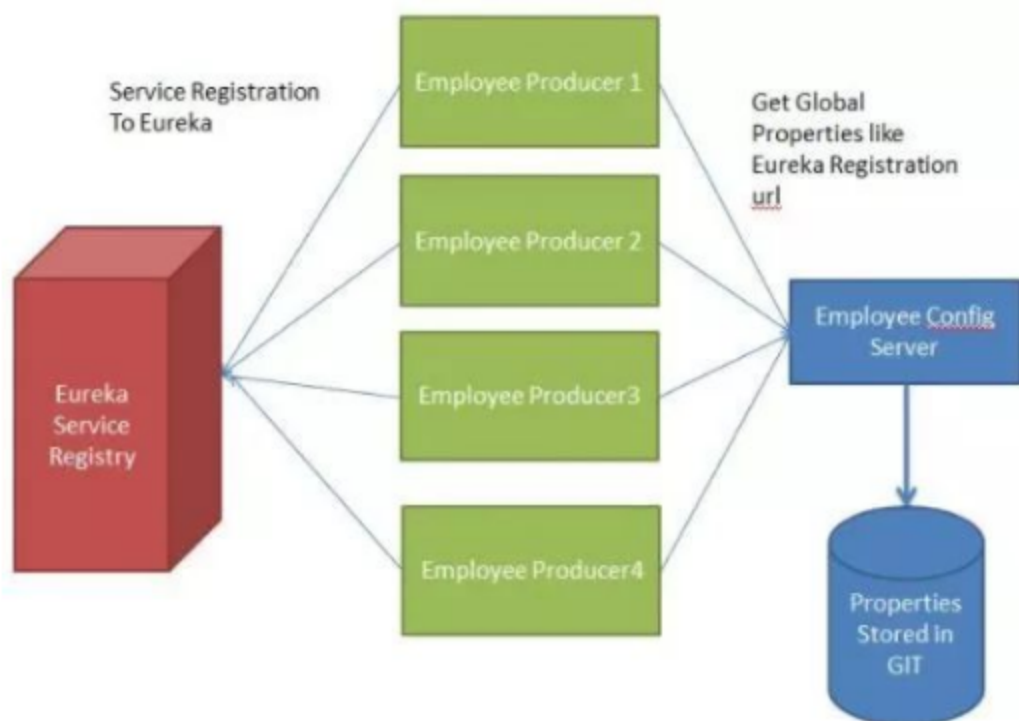 Service Registration
To Eureka
Employee Producer 1
Get Global
Properties like
Eureka Registration
url
Employee Producer 2
Employee Config
Server
Eureka
Service
Registry
Employee Producer3
Employee Producer4
Properties
Stored in
GIT